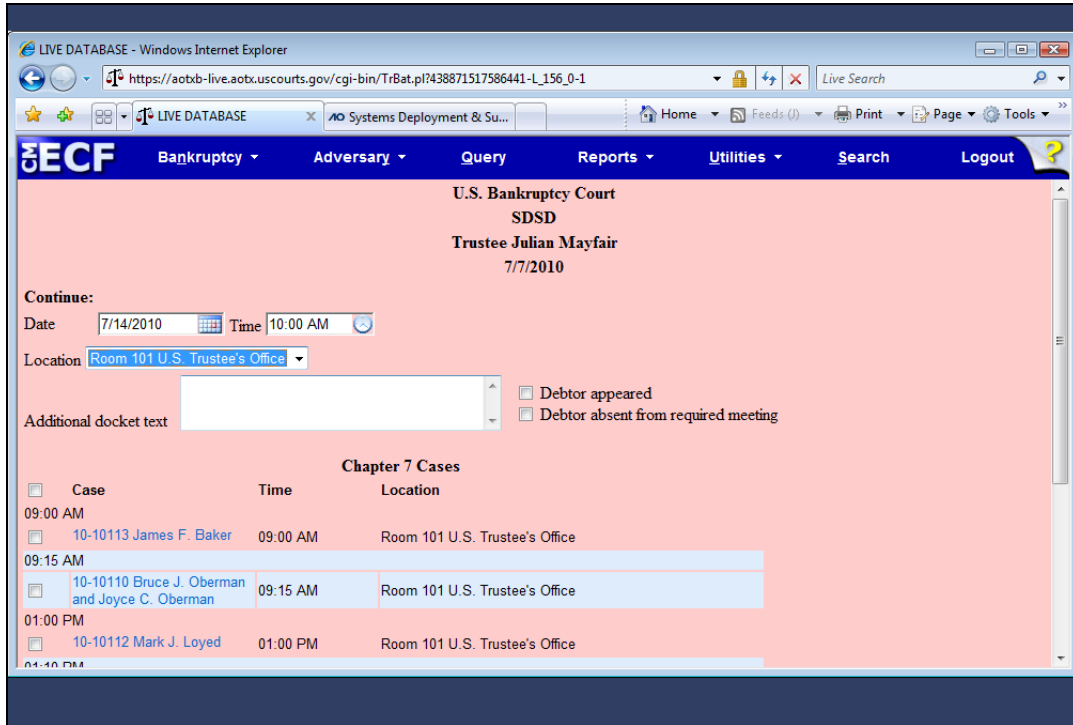 LIVE DATABASE - Windows Internet Explorer
https://aotxb-live.aotx.uscourts.gov/cgi-bin/TrBat.pl?438871517586441-L_156_0-1
Live Search
LIVE DATABASE
AO Systems Deployment & Su...
Home
Feeds (J)
Print
Page
Tools
CM ECF
Bankruptcy
Adversary
Query
Reports
Utilities
Search
Logout
?
U.S. Bankruptcy Court
SDSD
Trustee Julian Mayfair
7/7/2010
Continue:
Date 7/14/2010 Time 10:00 AM
Location Room 101 U.S. Trustee's Office
Additional docket text
Debtor appeared
Debtor absent from required meeting
Chapter 7 Cases
Case Time Location
09:00 AM
10-10113 James F. Baker 09:00 AM Room 101 U.S. Trustee's Office
09:15 AM
10-10110 Bruce J. Oberman
and Joyce C. Oberman 09:15 AM Room 101 U.S. Trustee's Office
01:00 PM
10-10112 Mark J. Loyed 01:00 PM Room 101 U.S. Trustee's Office
01:10 PM